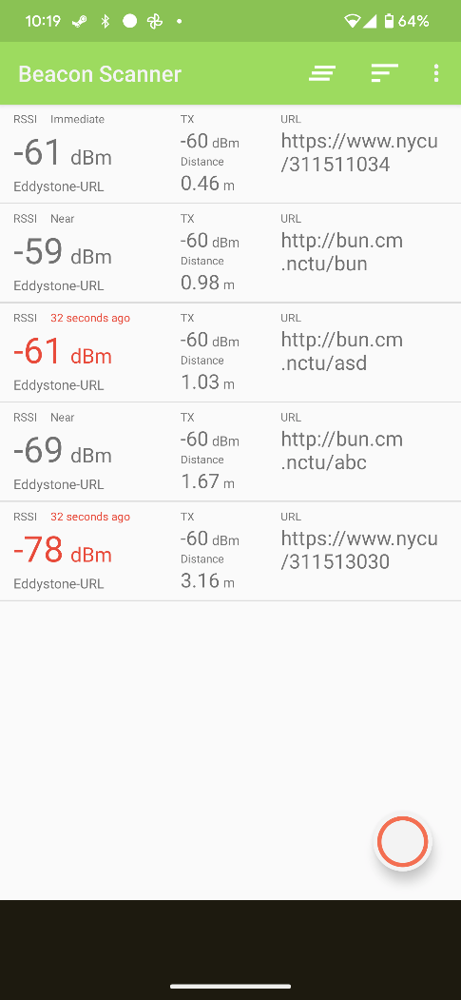 10:19 64%
Beacon Scanner
RSSI Immediate TX URL
-61 dBm -60 dBm https://www.nycu
Distance /311511034
Eddystone-URL 0.46 m
RSSI Near TX URL
-59 dBm -60 dBm http://bun.cm
Distance .nctu/bun
Eddystone-URL 0.98 m
RSSI 32 seconds ago TX URL
-61 dBm -60 dBm http://bun.cm
Distance .nctu/asd
Eddystone-URL 1.03 m
RSSI Near TX URL
-69 dBm -60 dBm http://bun.cm
Distance .nctu/abc
Eddystone-URL 1.67 m
RSSI 32 seconds ago TX URL
-78 dBm -60 dBm https://www.nycu
Distance /311513030
Eddystone-URL 3.16 m